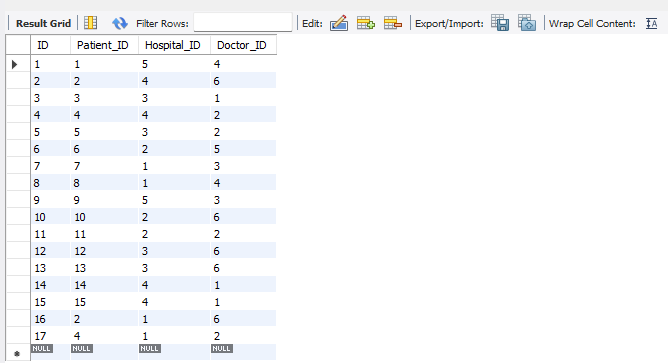 Result Grid Filter Rows: Edit: Export/Import: Wrap Cell Content:
ID Patient_ID Hospital_ID Doctor_ID
1 1 5 4
2 2 4 6
3 3 3 1
4 4 4 2
5 5 3 2
6 6 2 5
7 7 1 3
8 8 1 4
9 9 5 3
10 10 2 6
11 11 2 2
12 12 3 6
13 13 3 6
14 14 4 1
15 15 4 1
16 2 1 6
17 4 1 2
NULL NULL NULL NULL